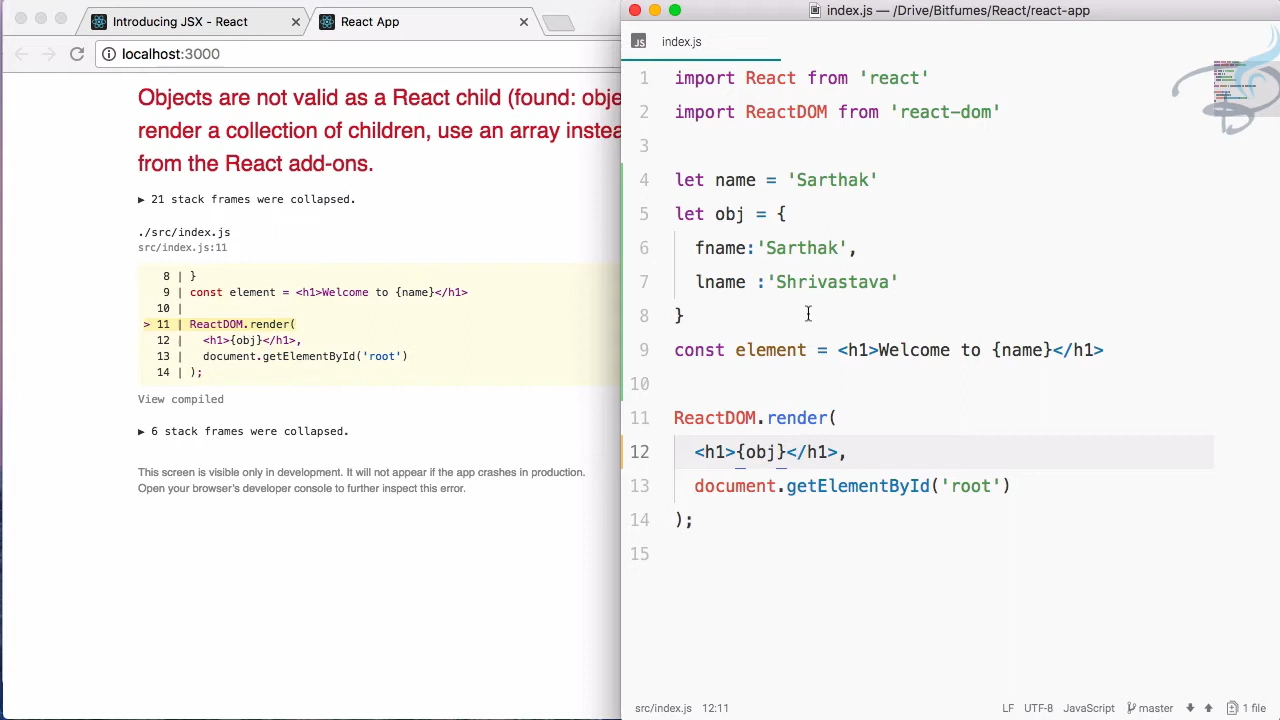 Introducing JSX - React
React App
localhost:3000
Objects are not valid as a React child (found: obje
render a collection of children, use an array instea
from the React add-ons.
▶ 21 stack frames were collapsed.
./src/index.js
src/index.js:11
8 | }
9 | const element = <h1>Welcome to {name}</h1>
10 |
> 11 | ReactDOM.render(
12 | <h1>{obj}</h1>,
13 | document.getElementById('root')
14 | );
View compiled
▶ 6 stack frames were collapsed.
This screen is visible only in development. It will not appear if the app crashes in production.
Open your browser's developer console to further inspect this error.
index.js — /Drive/Bitfumes/React/react-app
JS index.js
1 import React from 'react'
2 import ReactDOM from 'react-dom'
3
4 let name = 'Sarthak'
5 let obj = {
6 fname:'Sarthak',
7 lname :'Shrivastava'
8 }
9 const element = <h1>Welcome to {name}</h1>
10
11 ReactDOM.render(
12 <h1>{obj}</h1>,
13 document.getElementById('root')
14 );
15
src/index.js 12:11 LF UTF-8 JavaScript master 1 file